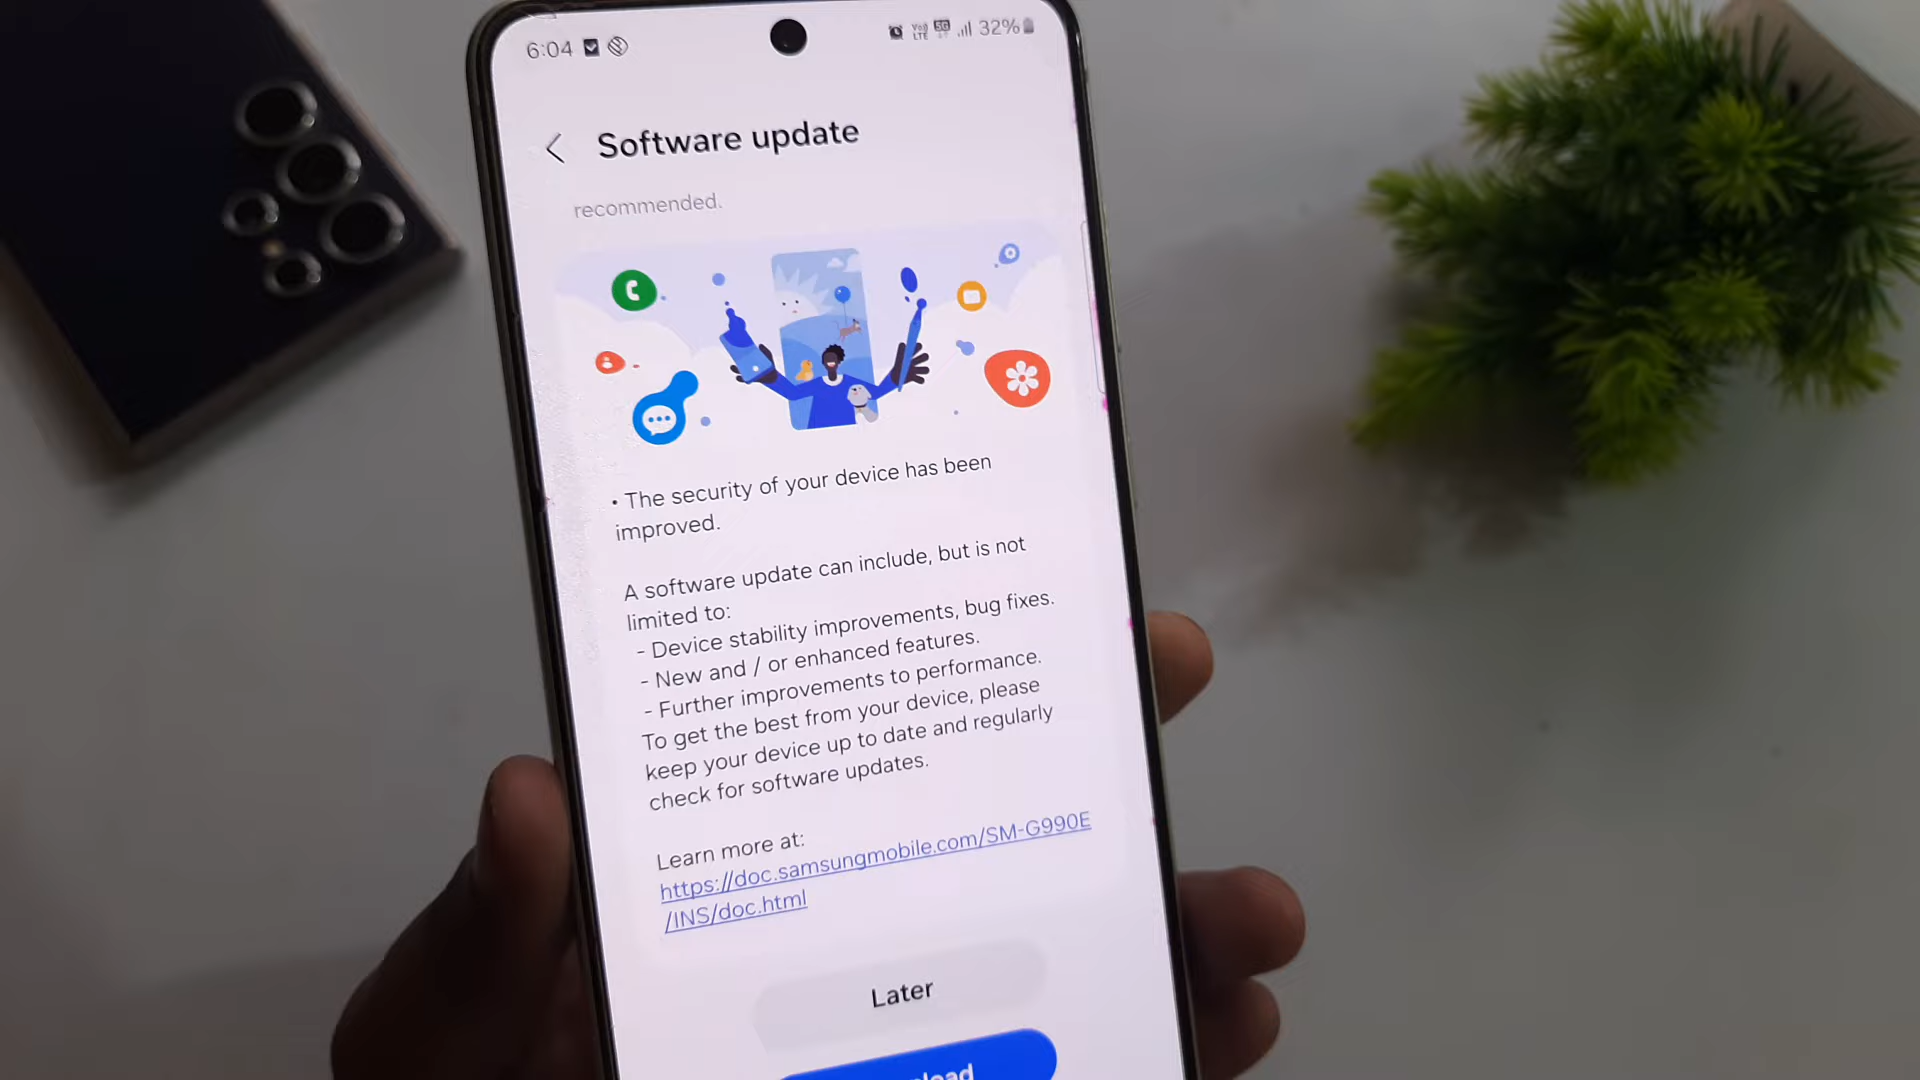 6:04
Vo)) LTE 5G 32%
Software update
recommended.
• The security of your device has been
improved.
A software update can include, but is not
limited to:
- Device stability improvements, bug fixes.
- New and / or enhanced features.
- Further improvements to performance.
To get the best from your device, please
keep your device up to date and regularly
check for software updates.
Learn more at:
https://doc.samsungmobile.com/SM-G990E
/INS/doc.html
Later